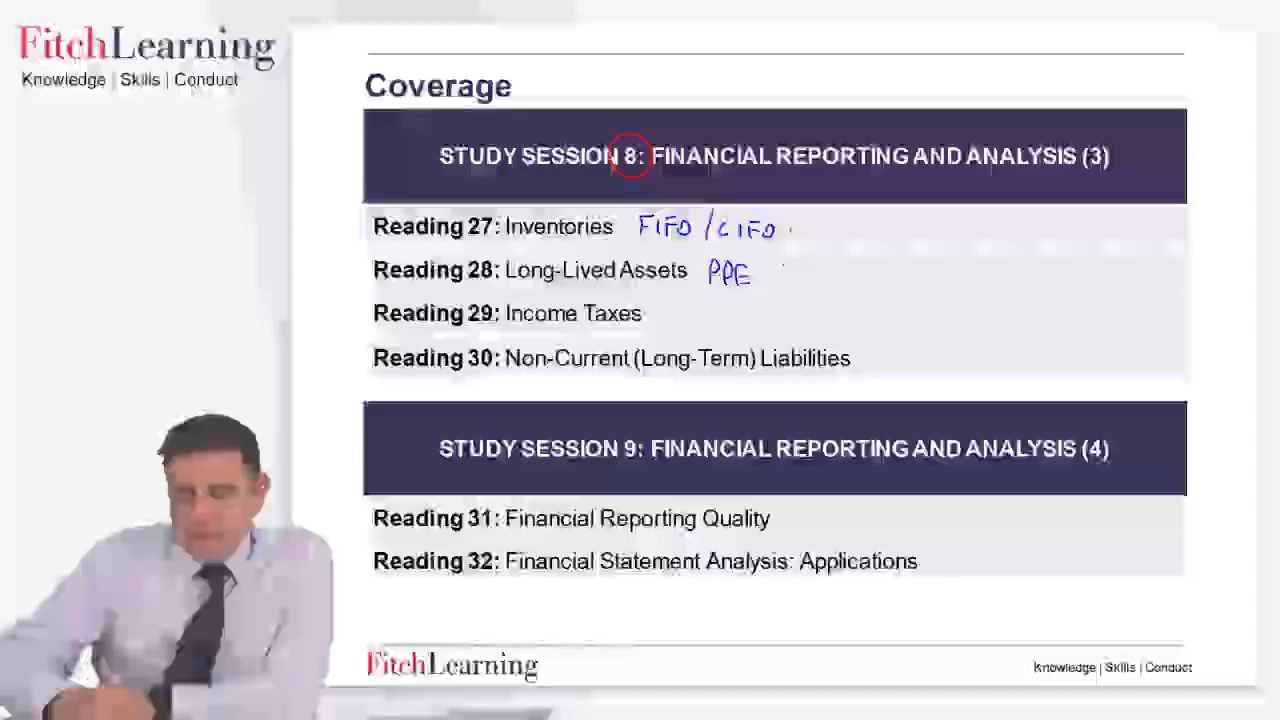 FitchLearning
Knowledge | Skills | Conduct
Coverage
STUDY SESSION 8: FINANCIAL REPORTING AND ANALYSIS (3)
Reading 27: Inventories FIFO / LIFO
Reading 28: Long-Lived Assets PPE
Reading 29: Income Taxes
Reading 30: Non-Current (Long-Term) Liabilities
STUDY SESSION 9: FINANCIAL REPORTING AND ANALYSIS (4)
Reading 31: Financial Reporting Quality
Reading 32: Financial Statement Analysis: Applications
FitchLearning
Knowledge | Skills | Conduct